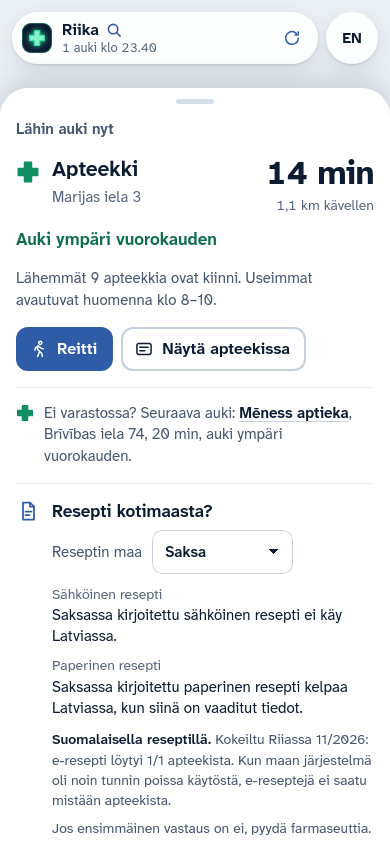 Riika
1 auki klo 23.40
EN
Lähin auki nyt
Apteekki
14 min
Marijas iela 3
1,1 km kävellen
Auki ympäri vuorokauden
Lähemmät 9 apteekkia ovat kiinni. Useimmat
avautuvat huomenna klo 8–10.
Reitti
Näytä apteekissa
Ei varastossa? Seuraava auki: Mēness aptieka,
Brīvības iela 74, 20 min, auki ympäri
vuorokauden.
Resepti kotimaasta?
Reseptin maa
Saksa
Sähköinen resepti
Saksassa kirjoitettu sähköinen resepti ei käy
Latviassa.
Paperinen resepti
Saksassa kirjoitettu paperinen resepti kelpaa
Latviassa, kun siinä on vaaditut tiedot.
Suomalaisella reseptillä. Kokeiltu Riiassa 11/2026:
e-resepti löytyi 1/1 apteekista. Kun maan järjestelmä
oli noin tunnin poissa käytöstä, e-reseptejä ei saatu
mistään apteekista.
Jos ensimmäinen vastaus on ei, pyydä farmaseuttia.